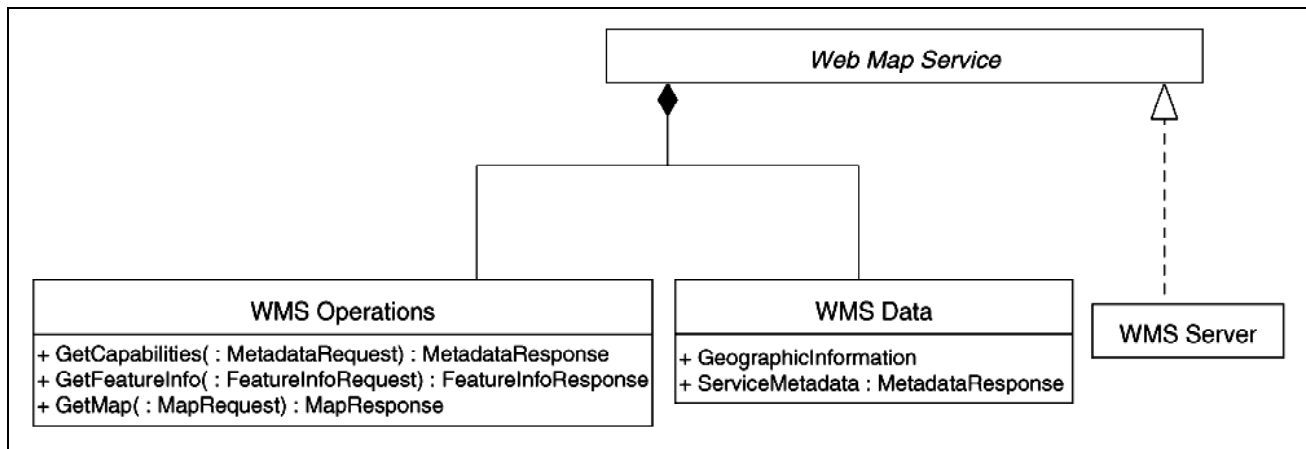 Web Map Service
WMS Operations
+ GetCapabilities( : MetadataRequest) : MetadataResponse
+ GetFeatureInfo( : FeatureInfoRequest) : FeatureInfoResponse
+ GetMap( : MapRequest) : MapResponse
WMS Data
+ GeographicInformation
+ ServiceMetadata : MetadataResponse
WMS Server